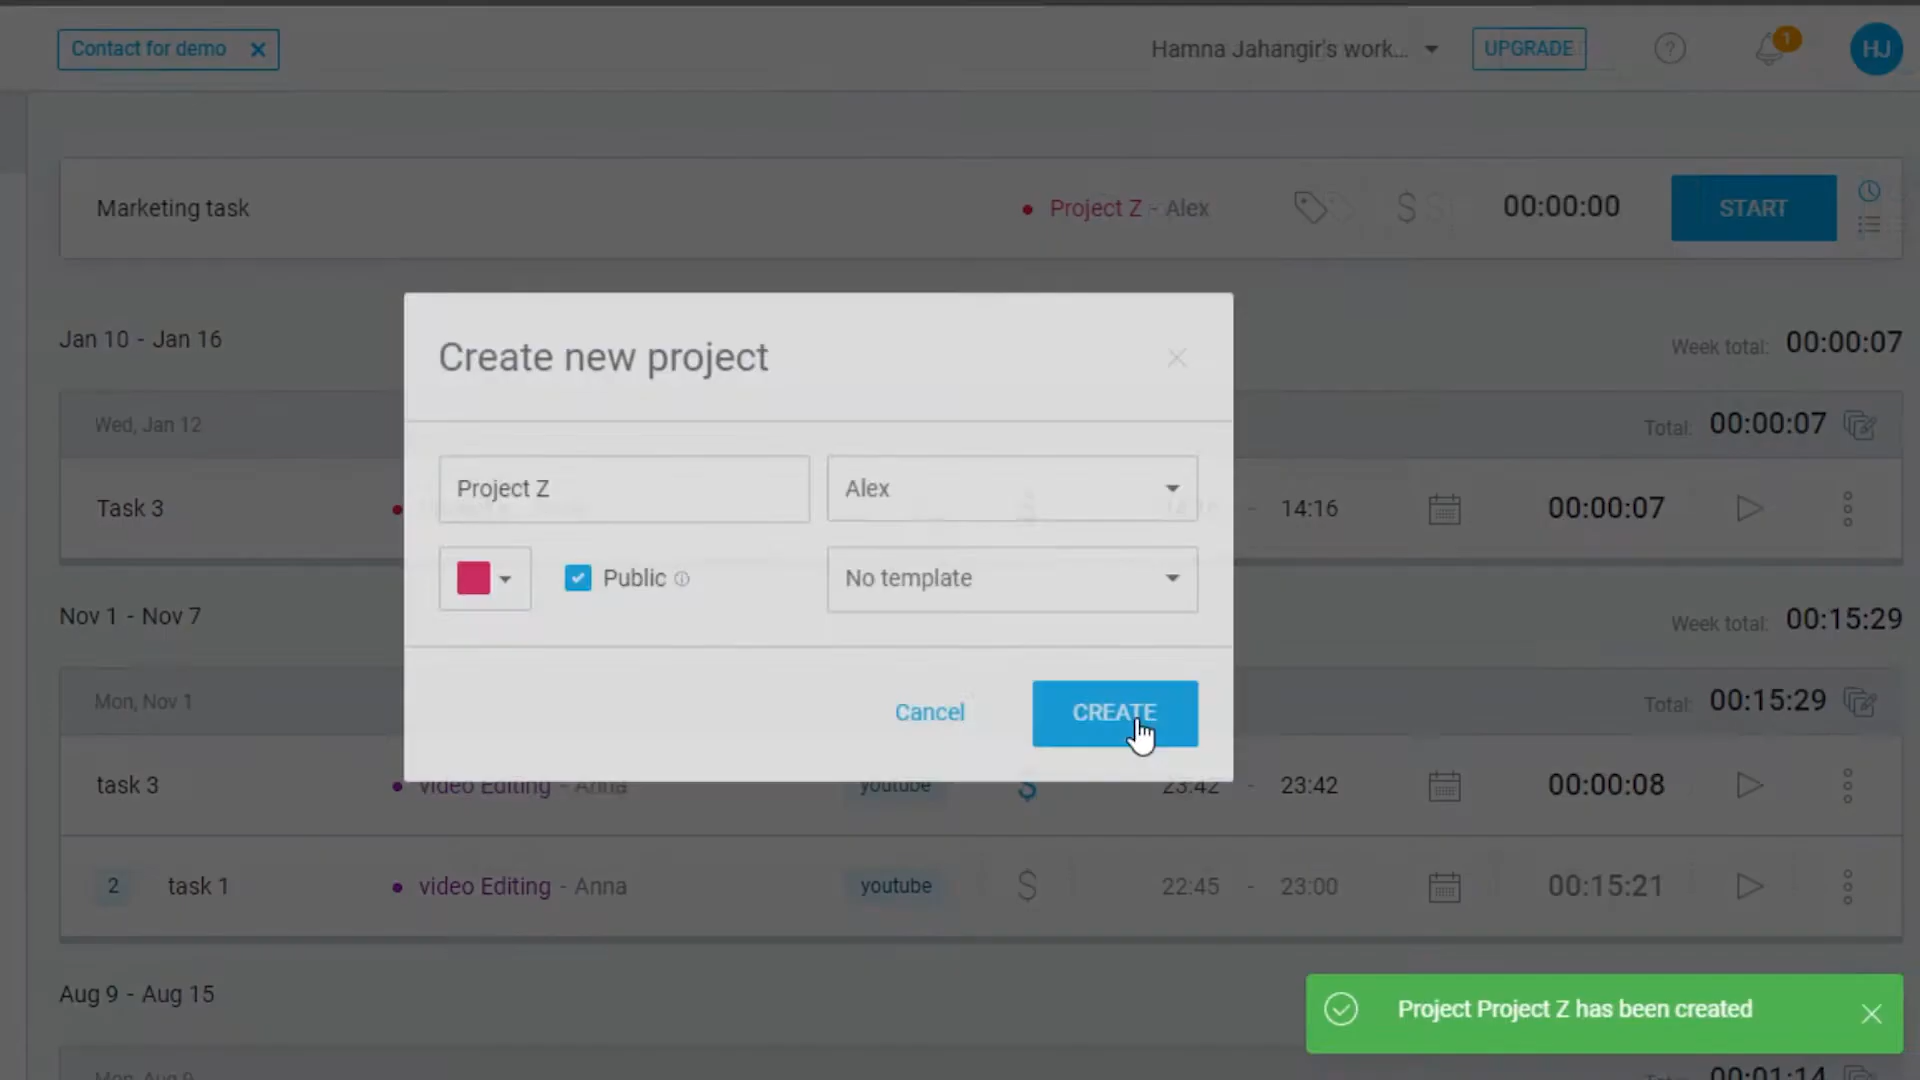 Contact for demo
Hamna Jahangir's work...
UPGRADE
?
1
HJ
Marketing task
Project Z - Alex
$
00:00:00
START
Jan 10 - Jan 16
Week total: 00:00:07
Create new project
Wed, Jan 12
Total: 00:00:07
Project Z
Alex
Task 3
- 14:16
00:00:07
Public
No template
Nov 1 - Nov 7
Week total: 00:15:29
Mon, Nov 1
Total: 00:15:29
Cancel
CREATE
task 3
video Editing - Anna
youtube
$
23:42 - 23:42
00:00:08
2
task 1
video Editing - Anna
youtube
$
22:45 - 23:00
00:15:21
Aug 9 - Aug 15
Project Project Z has been created
Mon, Aug 9
Total: 00:01:14